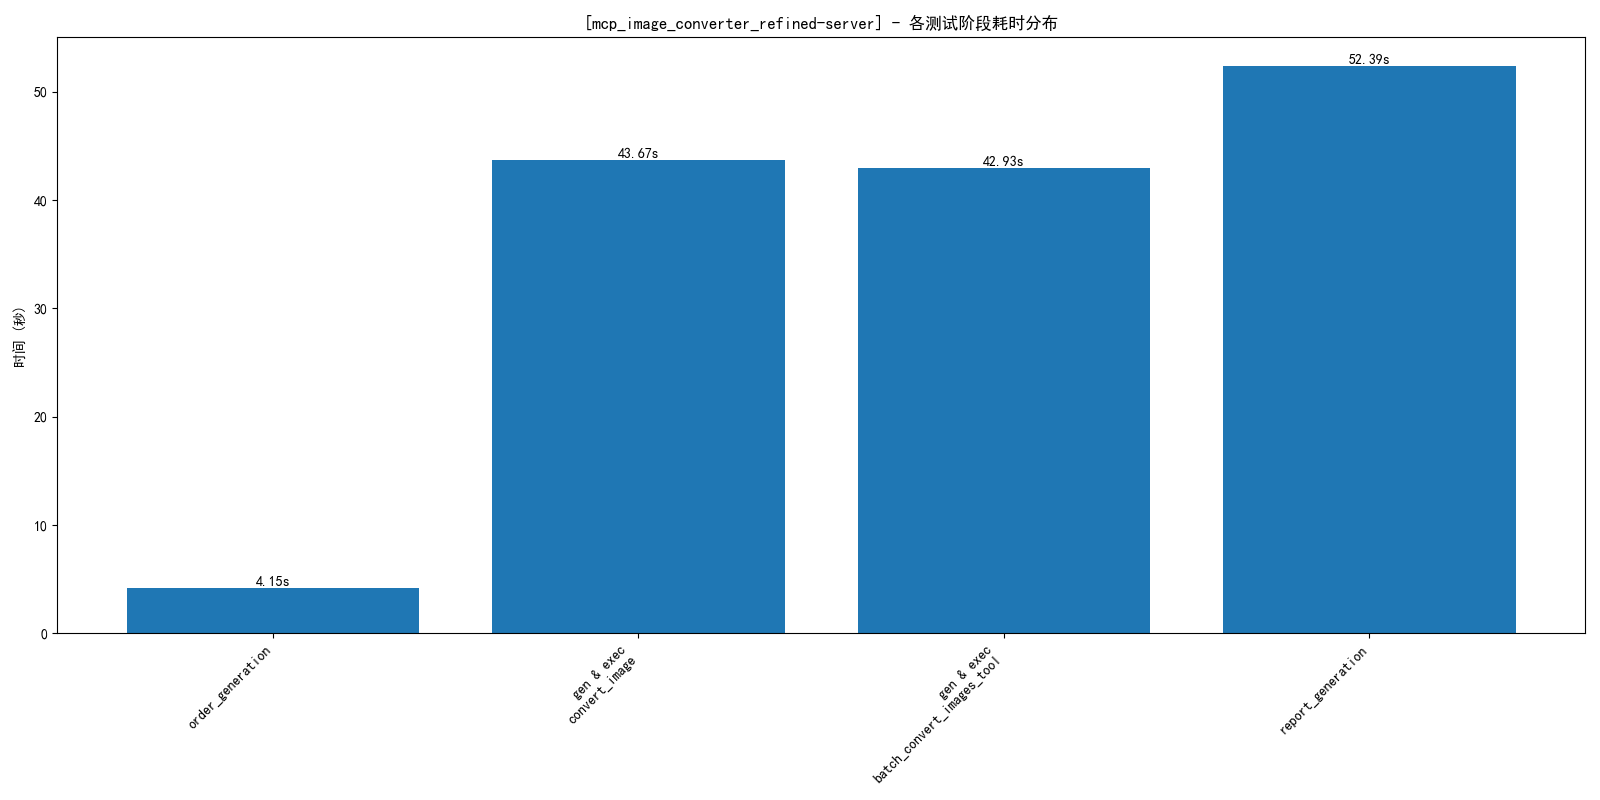 [mcp_image_converter_refined-server] - 各测试阶段耗时分布
时间 (秒)
50
40
30
20
10
0
4.15s
43.67s
42.93s
52.39s
order_generation
gen & exec
convert_image
gen & exec
batch_convert_images_tool
report_generation